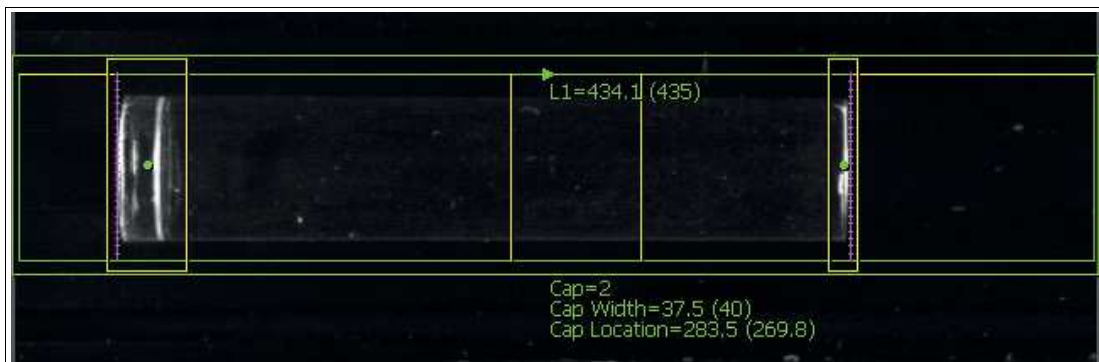 L1=434.1 (435)
Cap=2
Cap Width=37.5 (40)
Cap Location=283.5 (269.8)